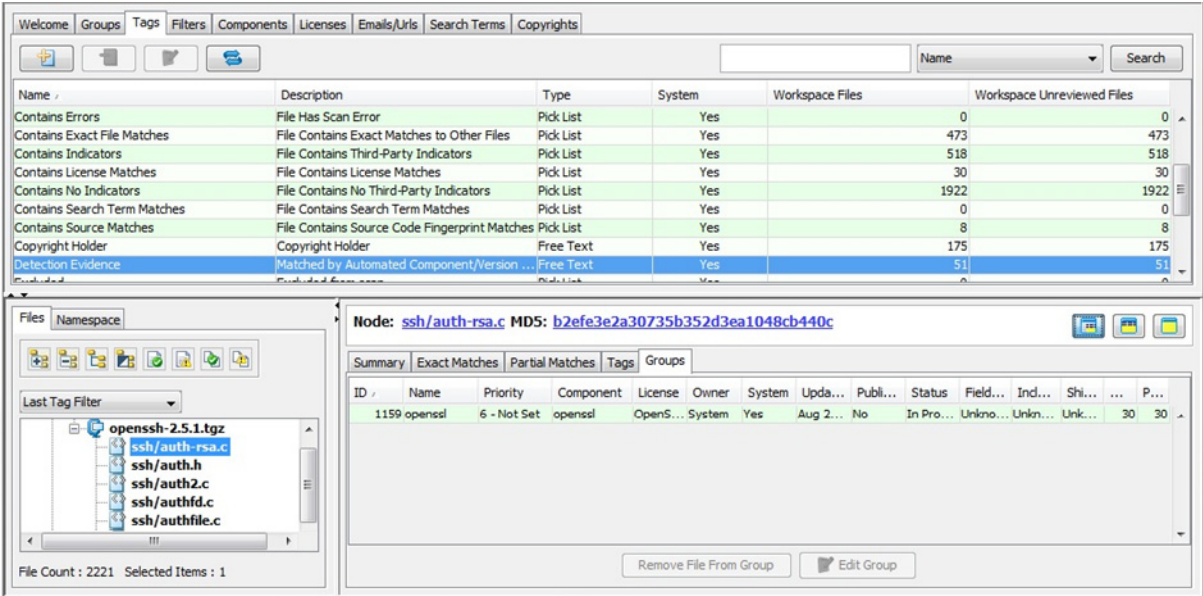 Welcome Groups Tags Filters Components Licenses Emails/Urls Search Terms Copyrights
Name Search
Name Description Type System Workspace Files Workspace Unreviewed Files
Contains Errors File Has Scan Error Pick List Yes 0 0
Contains Exact File Matches File Contains Exact Matches to Other Files Pick List Yes 473 473
Contains Indicators File Contains Third-Party Indicators Pick List Yes 518 518
Contains License Matches File Contains License Matches Pick List Yes 30 30
Contains No Indicators File Contains No Third-Party Indicators Pick List Yes 1922 1922
Contains Search Term Matches File Contains Search Term Matches Pick List Yes 0 0
Contains Source Matches File Contains Source Code Fingerprint Matches Pick List Yes 8 8
Copyright Holder Copyright Holder Free Text Yes 175 175
Detection Evidence Matched by Automated Component/Version ... Free Text Yes 51 51
Excluded Excluded from scan Pick List Yes 0 0
Files Namespace
Last Tag Filter
openssh-2.5.1.tgz
ssh/auth-rsa.c
ssh/auth.h
ssh/auth2.c
ssh/authfd.c
ssh/authfile.c
File Count : 2221 Selected Items : 1
Node: ssh/auth-rsa.c MD5: b2efe3e2a30735b352d3ea1048cb440c
Summary Exact Matches Partial Matches Tags Groups
ID Name Priority Component License Owner System Upda... Publi... Status Field... Incl... Shi... ... P...
1159 openssl 6 - Not Set openssl OpenS... System Yes Aug 2... No In Pro... Unkno... Unkn... Unk... 30 30
Remove File From Group Edit Group